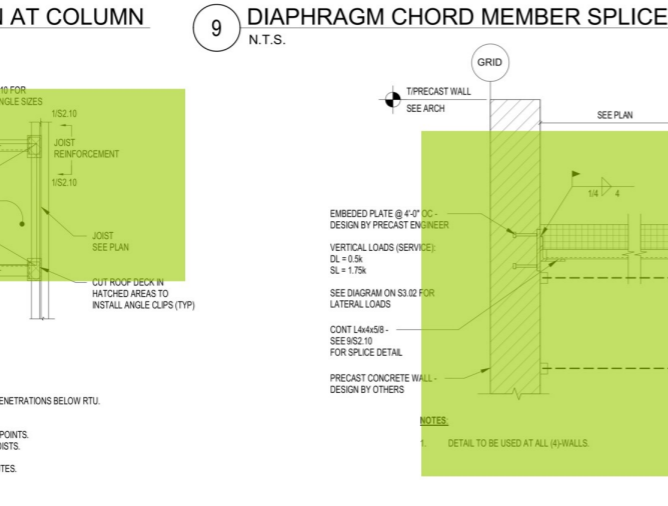 AT COLUMN
9
DIAPHRAGM CHORD MEMBER SPLICE
N.T.S.
10 FOR
NGLE SIZES
1/S2.10
JOIST
REINFORCEMENT
1/S2.10
JOIST
SEE PLAN
CUT ROOF DECK IN
HATCHED AREAS TO
INSTALL ANGLE CLIPS (TYP)
ENETRATIONS BELOW RTU.
POINTS.
ISTS.
TES.
GRID
T/PRECAST WALL
SEE ARCH
SEE PLAN
1/4
4
EMBEDED PLATE @ 4'-0" OC -
DESIGN BY PRECAST ENGINEER
VERTICAL LOADS (SERVICE):
DL = 0.5k
SL = 1.75k
SEE DIAGRAM ON S3.02 FOR
LATERAL LOADS
CONT L4x4x5/8 -
SEE 9/S2.10
FOR SPLICE DETAIL
PRECAST CONCRETE WALL -
DESIGN BY OTHERS
NOTES:
1. DETAIL TO BE USED AT ALL (4)-WALLS.